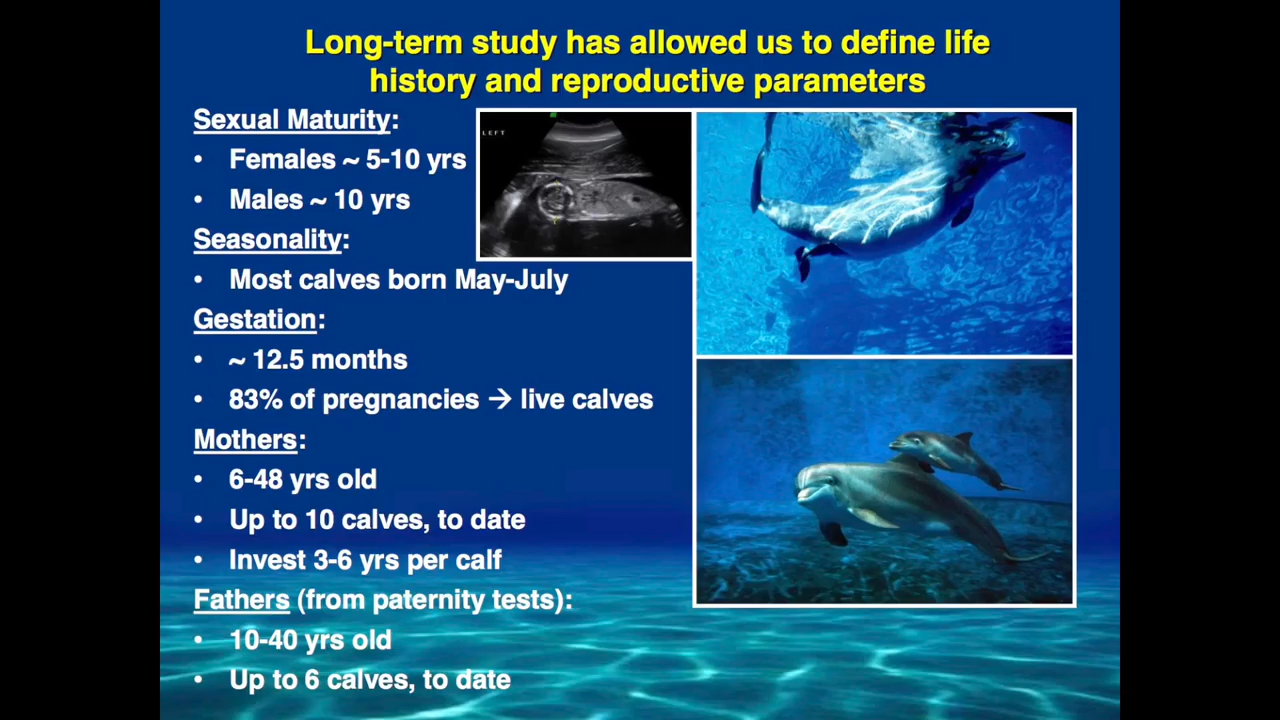 Long-term study has allowed us to define life
history and reproductive parameters
Sexual Maturity:
• Females ~ 5-10 yrs
• Males ~ 10 yrs
Seasonality:
• Most calves born May-July
Gestation:
• ~ 12.5 months
• 83% of pregnancies → live calves
Mothers:
• 6-48 yrs old
• Up to 10 calves, to date
• Invest 3-6 yrs per calf
Fathers (from paternity tests):
• 10-40 yrs old
• Up to 6 calves, to date
LEFT